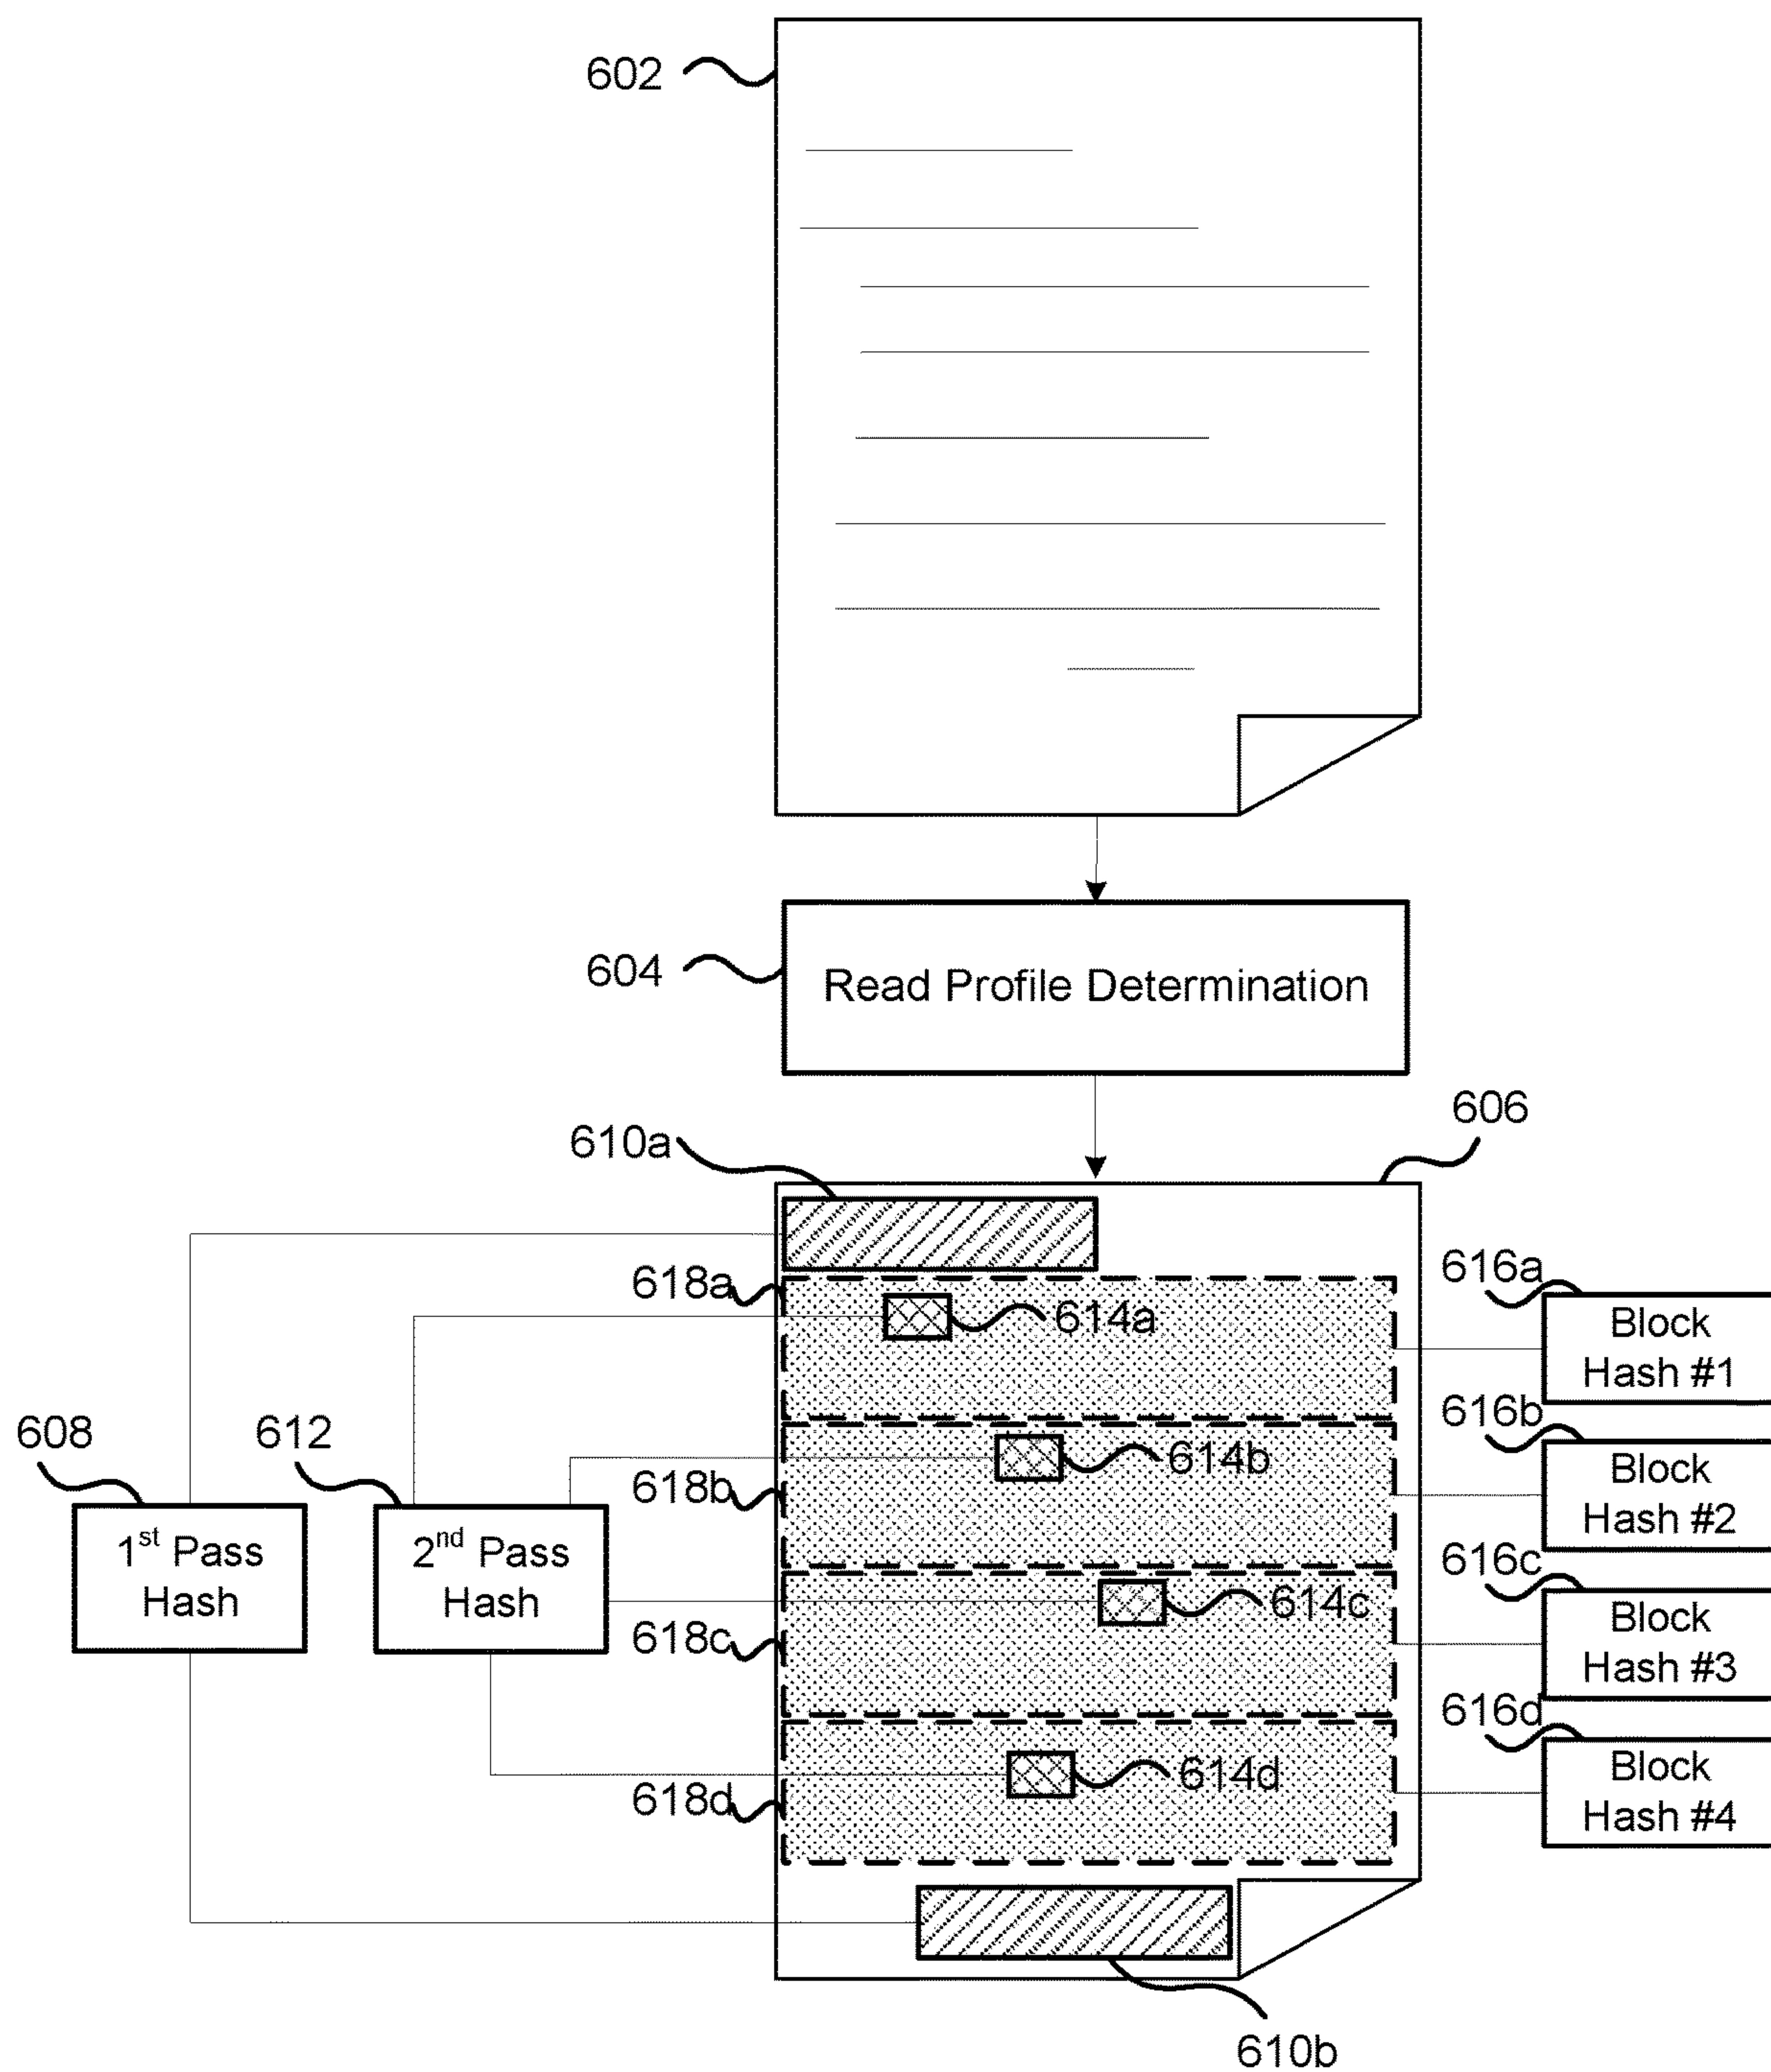 602
604
Read Profile Determination
606
610a
618a
614a
616a
Block
Hash #1
616b
608
612
614b
618b
Block
Hash #2
1st Pass
Hash
2nd Pass
Hash
616c
614c
618c
Block
Hash #3
616d
614d
618d
Block
Hash #4
610b